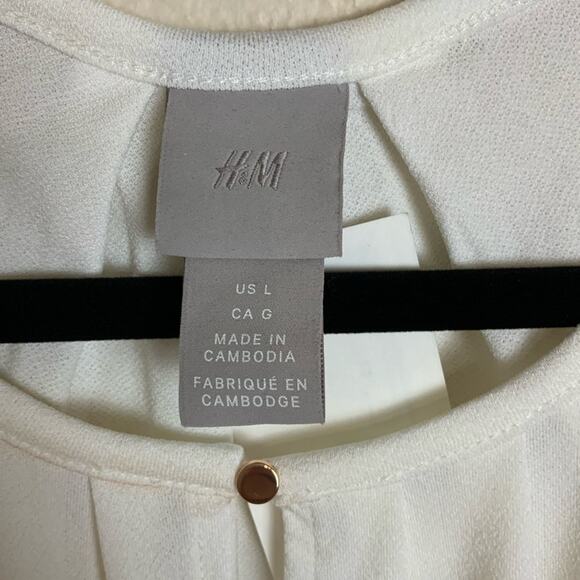 H&M
US L
CA G
MADE IN
CAMBODIA
FABRIQUÉ EN
CAMBODGE